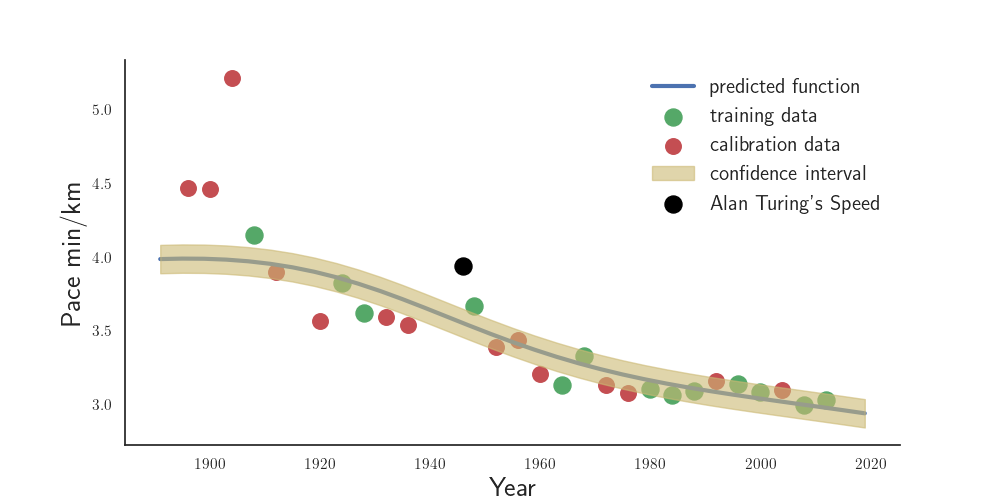 predicted function
training data
calibration data
confidence interval
Alan Turing's Speed
Pace min/km
5.0
4.5
4.0
3.5
3.0
1900 1920 1940 1960 1980 2000 2020
Year